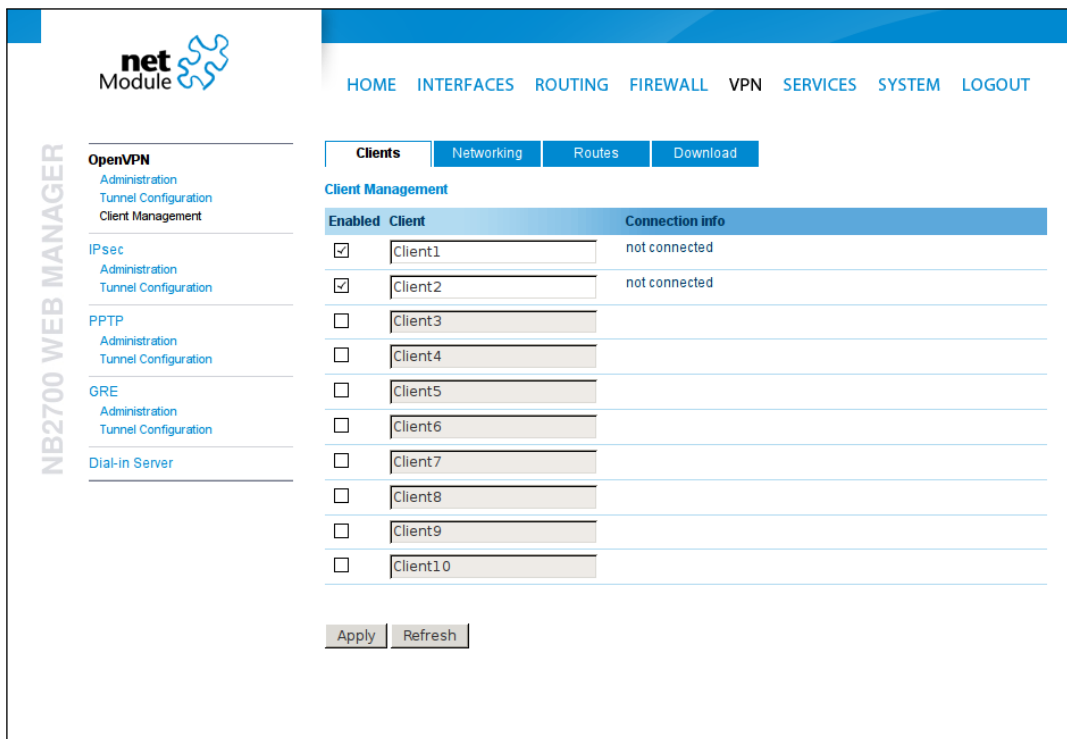 net
Module
HOME INTERFACES ROUTING FIREWALL VPN SERVICES SYSTEM LOGOUT
NB2700 WEB MANAGER
OpenVPN
Administration
Tunnel Configuration
Client Management
IPsec
Administration
Tunnel Configuration
PPTP
Administration
Tunnel Configuration
GRE
Administration
Tunnel Configuration
Dial-in Server
Clients Networking Routes Download
Client Management
Enabled Client Connection info
Client1 not connected
Client2 not connected
Client3
Client4
Client5
Client6
Client7
Client8
Client9
Client10
Apply Refresh